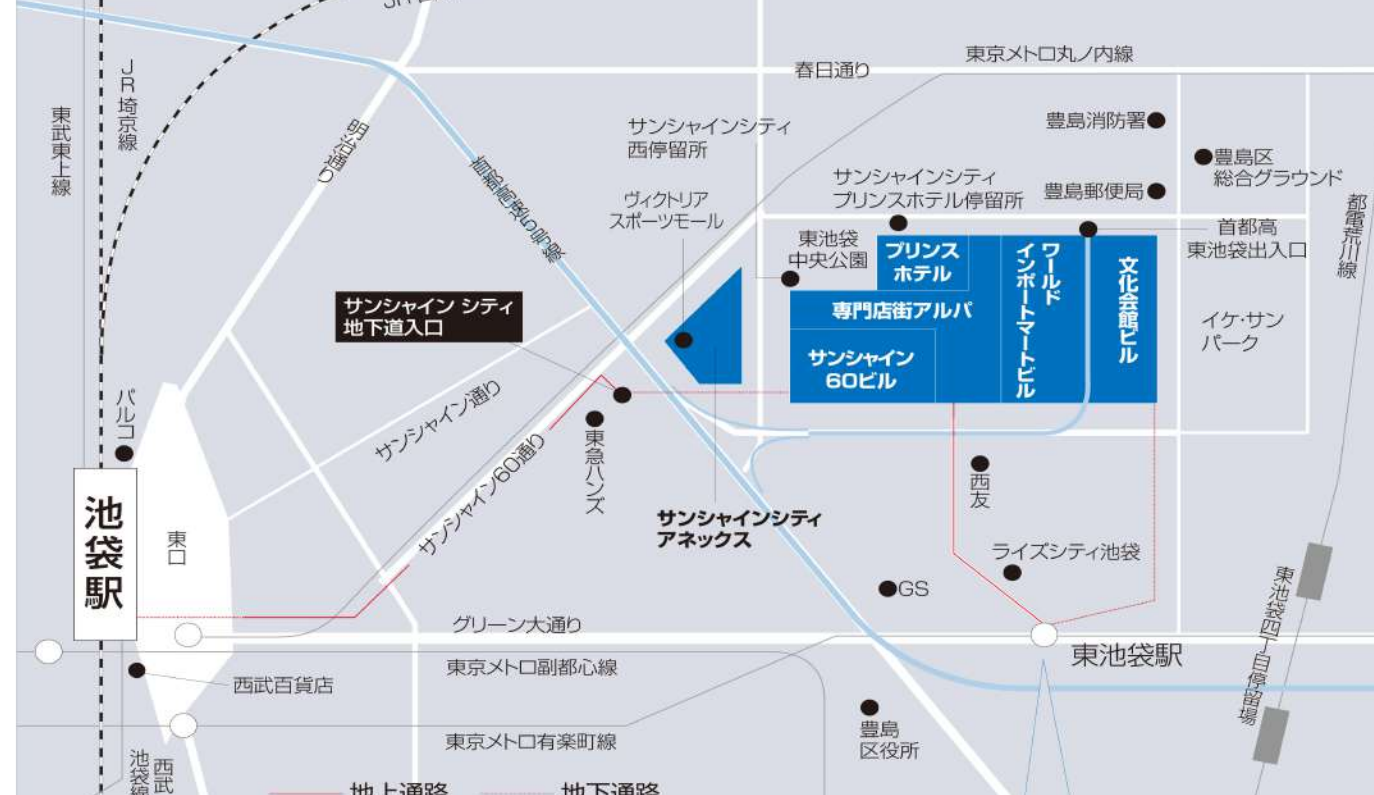 JR埼京線
東武東上線
明治通り
首都高速5号線
春日通り
東京メトロ丸ノ内線
豊島消防署
豊島区
総合グラウンド
豊島郵便局
サンシャインシティ
西停留所
サンシャインシティ
プリンスホテル停留所
ヴィクトリア
スポーツモール
東池袋
中央公園
首都高
東池袋出入口
都電荒川線
プリンス
ホテル
ワールド
インポートマートビル
文化会館ビル
専門店街アルパ
サンシャイン
60ビル
イケ・サン
パーク
サンシャイン シティ
地下道入口
パルコ
サンシャイン通り
サンシャイン60通り
東急ハンズ
サンシャインシティ
アネックス
西友
ライズシティ池袋
GS
池袋駅
東口
グリーン大通り
東池袋駅
東池袋四丁目停留場
東京メトロ副都心線
西武百貨店
豊島
区役所
東京メトロ有楽町線
西武
池袋線
地上通路
地下通路